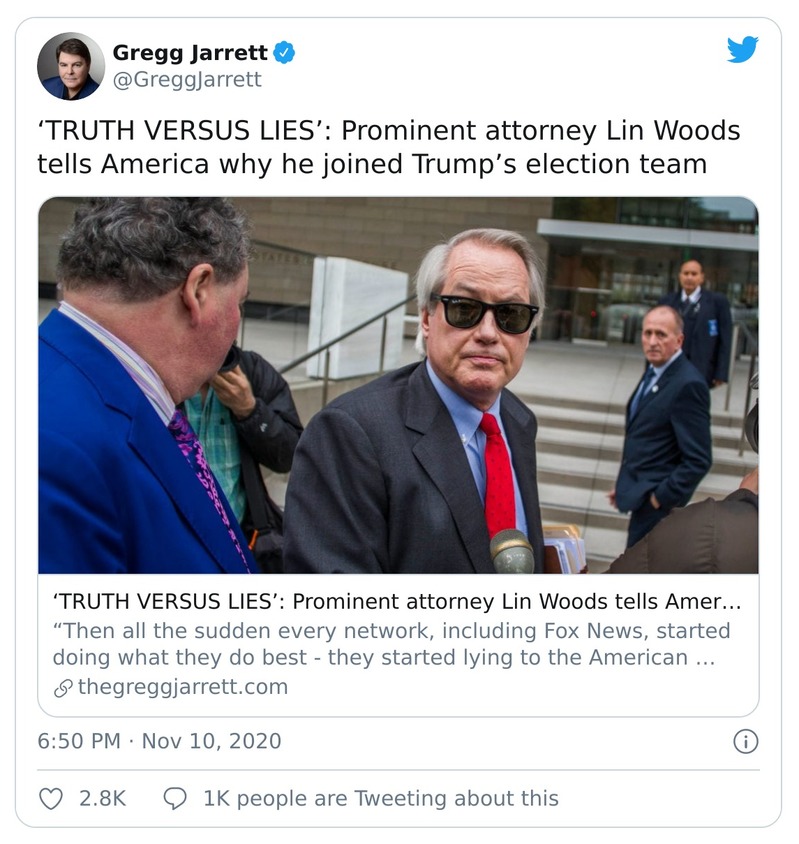 Gregg Jarrett
@GreggJarrett
‘TRUTH VERSUS LIES’: Prominent attorney Lin Woods
tells America why he joined Trump’s election team
‘TRUTH VERSUS LIES’: Prominent attorney Lin Woods tells Amer...
“Then all the sudden every network, including Fox News, started
doing what they do best - they started lying to the American ...
thegreggjarrett.com
6:50 PM · Nov 10, 2020
2.8K 1K people are Tweeting about this